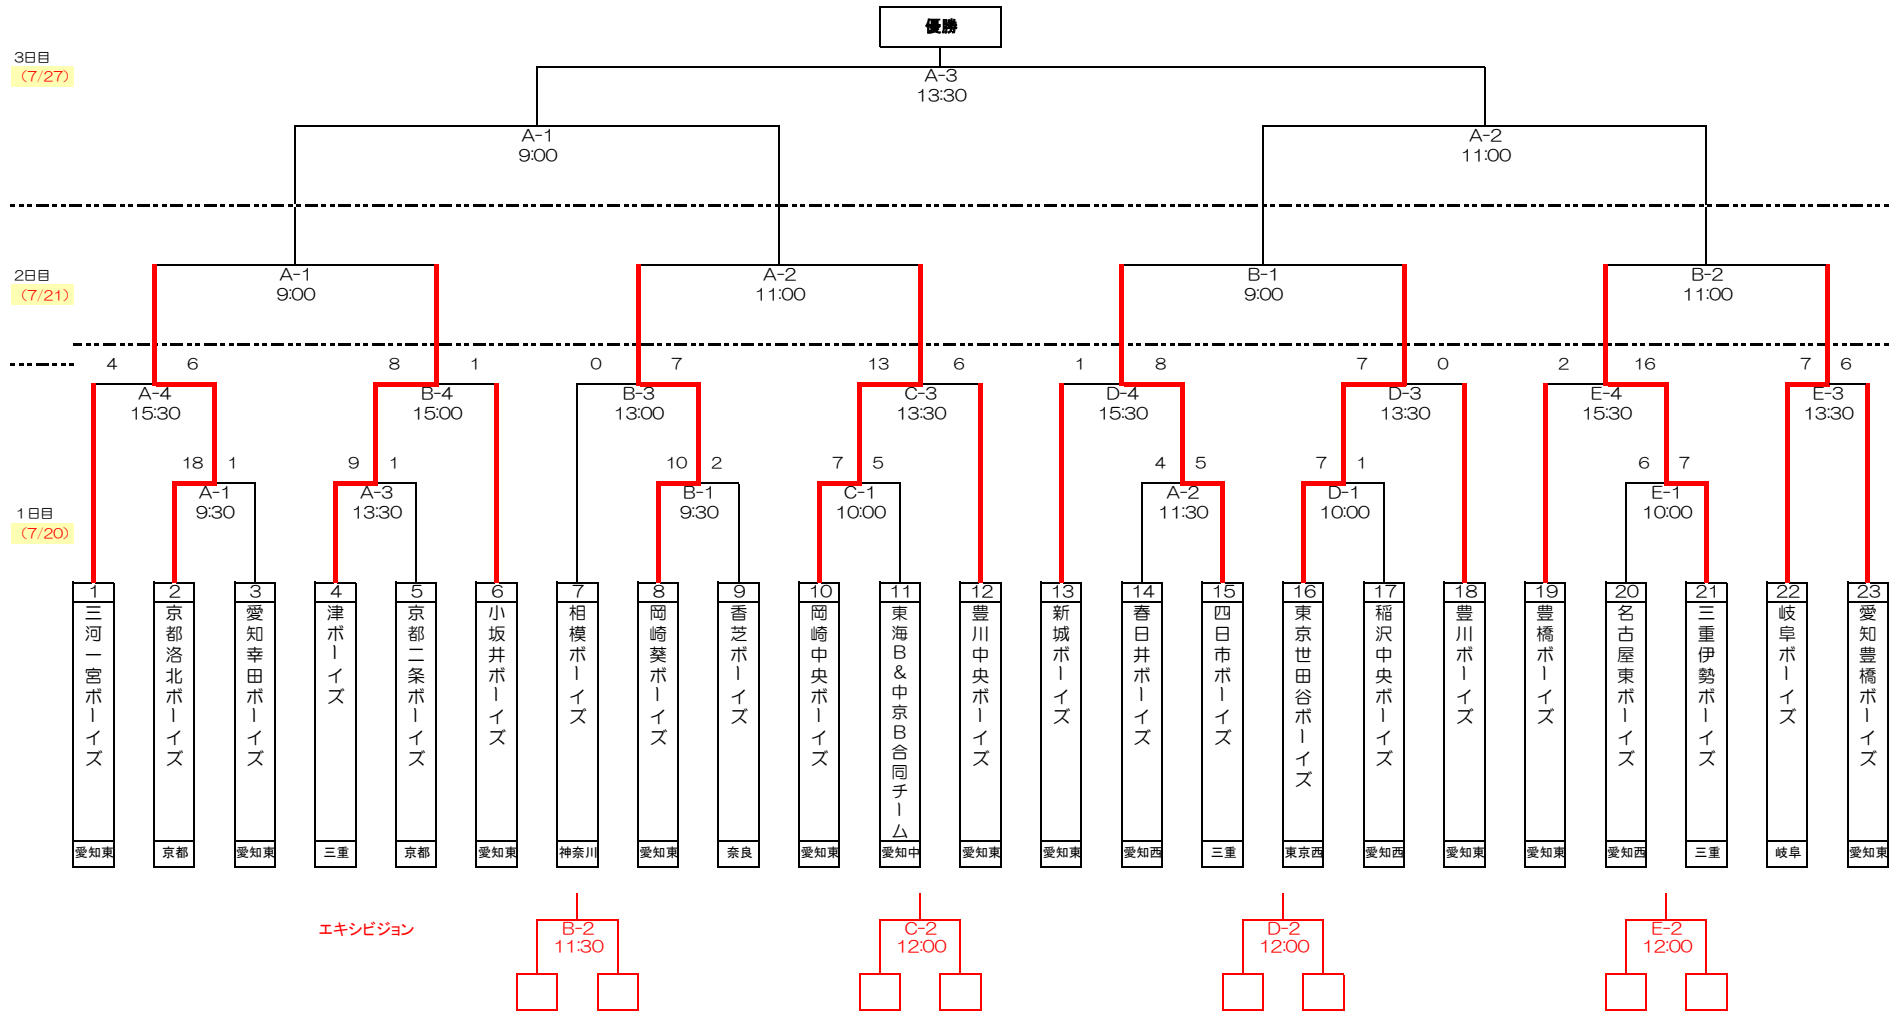 優勝
3日目
（7/27）
A-3
13:30
A-1
9:00
A-2
11:00
2日目
（7/21）
A-1
9:00
A-2
11:00
B-1
9:00
B-2
11:00
4 6 8 1 0 7 13 6 1 8 7 0 2 16 7 6
A-4
15:30
B-4
15:00
B-3
13:00
C-3
13:30
D-4
15:30
D-3
13:30
E-4
15:30
E-3
13:30
18 1 9 1 10 2 7 5 4 5 7 1 6 7
1日目
（7/20）
A-1
9:30
A-3
13:30
B-1
9:30
C-1
10:00
A-2
11:30
D-1
10:00
E-1
10:00
1
三河一宮ボーイズ
愛知東
2
京都洛北ボーイズ
京都
3
愛知幸田ボーイズ
愛知東
4
津ボーイズ
三重
5
京都二条ボーイズ
京都
6
小坂井ボーイズ
愛知東
7
相模ボーイズ
神奈川
8
岡崎葵ボーイズ
愛知東
9
香芝ボーイズ
奈良
10
岡崎中央ボーイズ
愛知東
11
東海B&中京B合同チーム
愛知中
12
豊川中央ボーイズ
愛知東
13
新城ボーイズ
愛知東
14
春日井ボーイズ
愛知西
15
四日市ボーイズ
三重
16
東京世田谷ボーイズ
東京西
17
稲沢中央ボーイズ
愛知西
18
豊川ボーイズ
愛知東
19
豊橋ボーイズ
愛知東
20
名古屋東ボーイズ
愛知西
21
三重伊勢ボーイズ
三重
22
岐阜ボーイズ
岐阜
23
愛知豊橋ボーイズ
愛知東
エキシビジョン
B-2
11:30
C-2
12:00
D-2
12:00
E-2
12:00